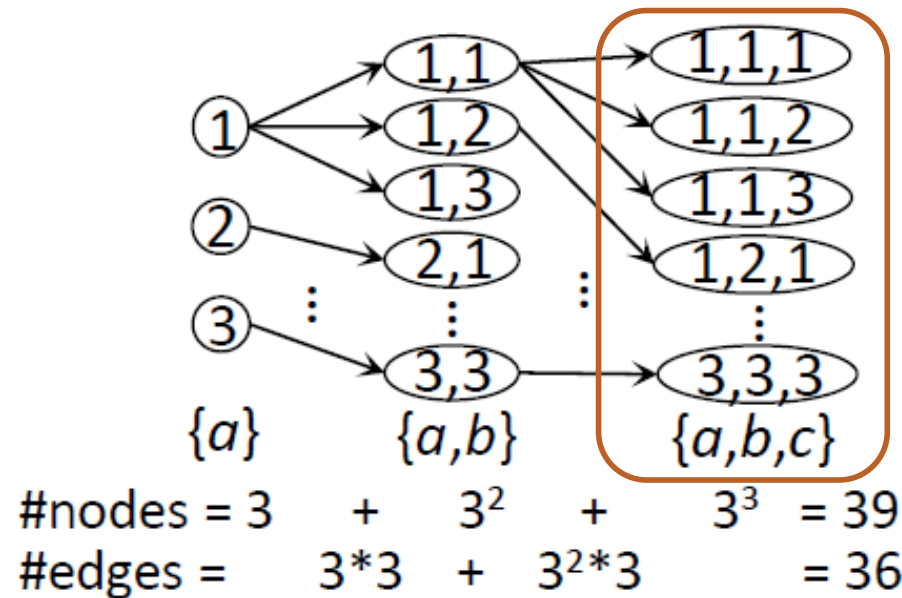 1,1 1,1,1
1 1,2 1,1,2
1,3 1,1,3
2 2,1 1,2,1
⋮ ⋮ ⋮ ⋮
3 3,3 3,3,3
{a} {a,b} {a,b,c}
#nodes = 3 + 3² + 3³ = 39
#edges = 3*3 + 3²*3 = 36